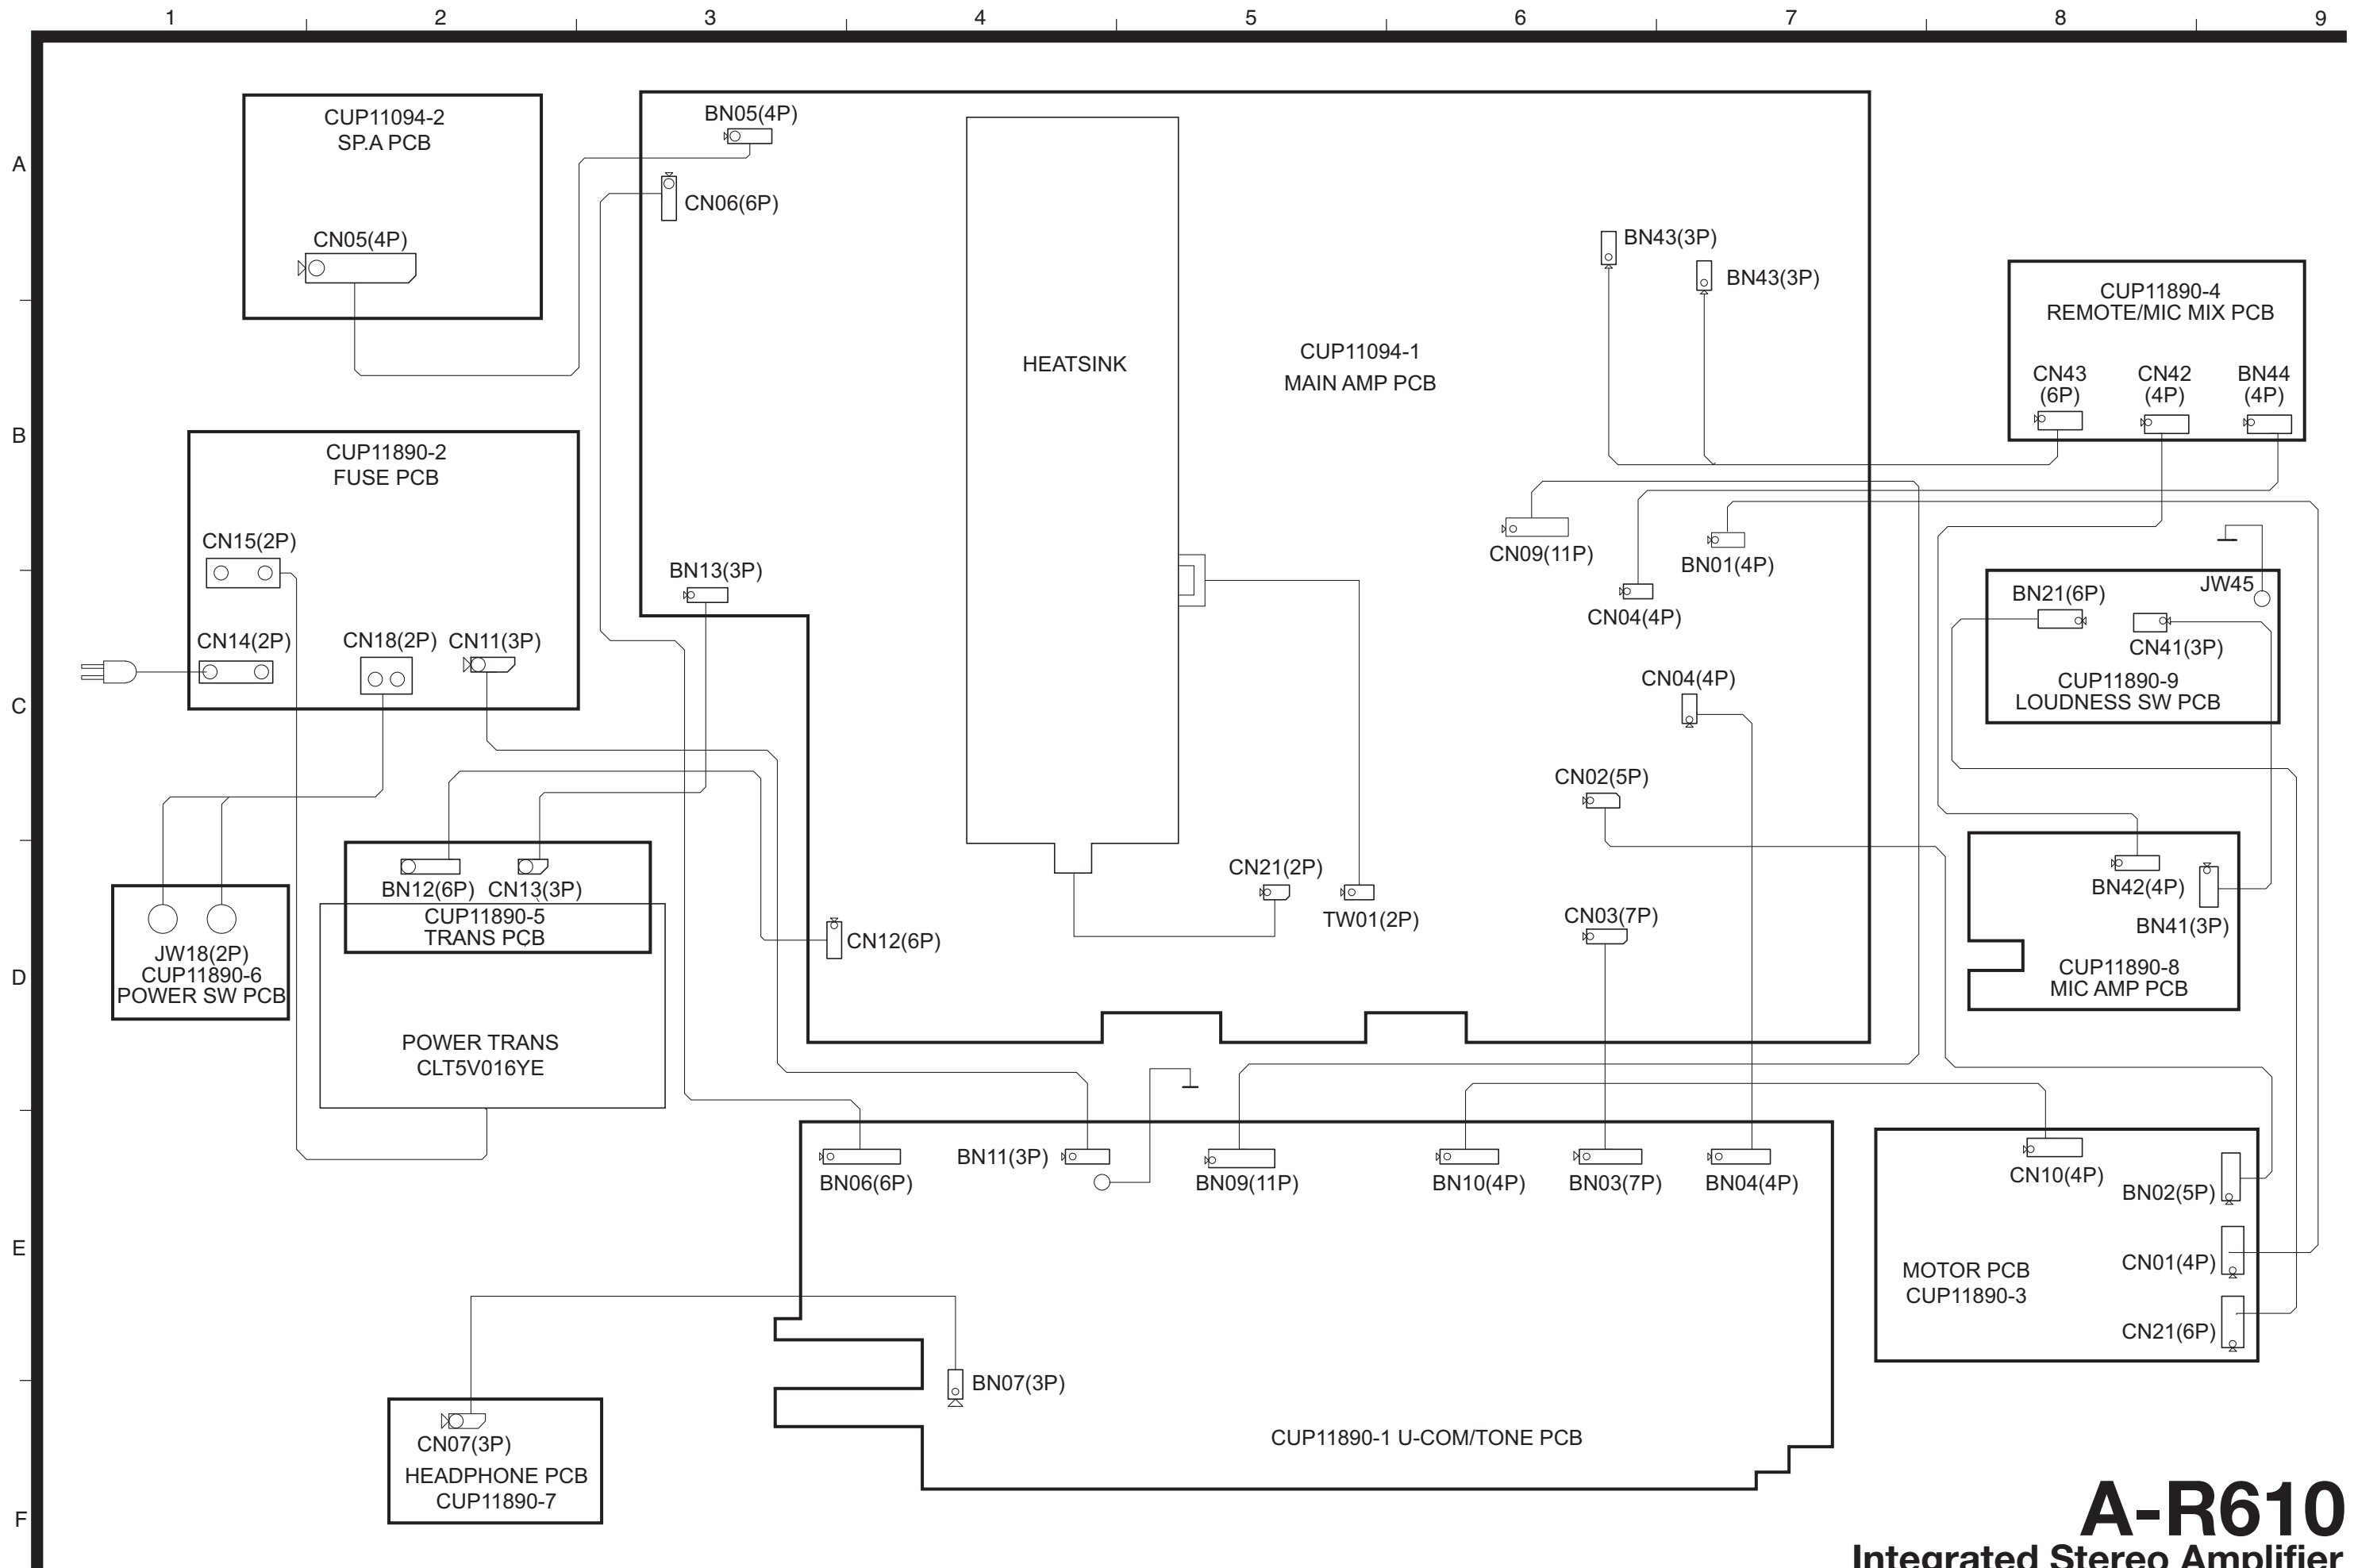 1 2 3 4 5 6 7 8 9
A
B
C
D
E
F
CUP11094-2
SP.A PCB
CN05(4P)
BN05(4P)
CN06(6P)
HEATSINK
CUP11094-1
MAIN AMP PCB
BN43(3P)
BN43(3P)
CUP11890-4
REMOTE/MIC MIX PCB
CN43
(6P)
CN42
(4P)
BN44
(4P)
CUP11890-2
FUSE PCB
CN15(2P)
CN14(2P)
CN18(2P)
CN11(3P)
BN13(3P)
CN09(11P)
BN01(4P)
CN04(4P)
CN04(4P)
CN02(5P)
CN03(7P)
JW45
BN21(6P)
CN41(3P)
CUP11890-9
LOUDNESS SW PCB
CN21(2P)
TW01(2P)
CN12(6P)
BN42(4P)
BN41(3P)
CUP11890-8
MIC AMP PCB
BN12(6P)
CN13(3P)
CUP11890-5
TRANS PCB
JW18(2P)
CUP11890-6
POWER SW PCB
POWER TRANS
CLT5V016YE
BN06(6P)
BN11(3P)
BN09(11P)
BN10(4P)
BN03(7P)
BN04(4P)
CN10(4P)
BN02(5P)
CN01(4P)
CN21(6P)
MOTOR PCB
CUP11890-3
BN07(3P)
CUP11890-1 U-COM/TONE PCB
CN07(3P)
HEADPHONE PCB
CUP11890-7
A-R610
Integrated Stereo Amplifier